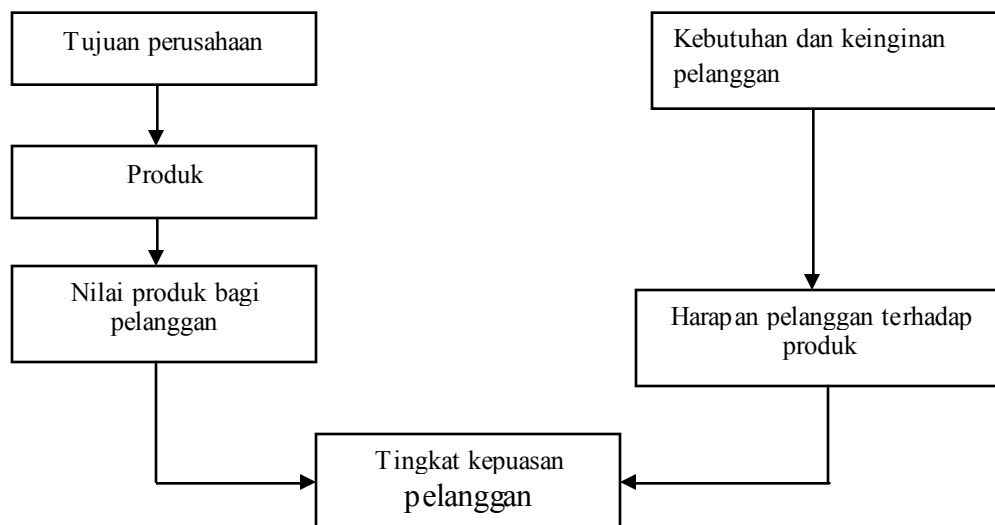 Tujuan perusahaan
Produk
Nilai produk bagi
pelanggan
Kebutuhan dan keinginan
pelanggan
Harapan pelanggan terhadap
produk
Tingkat kepuasan
pelanggan